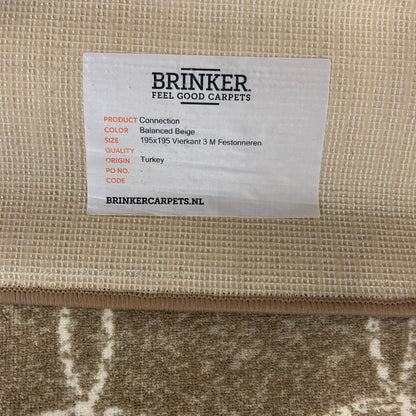 BRINKER.
FEEL GOOD CARPETS
PRODUCT Connection
COLOR Balanced Beige
SIZE 195x195 Vierkant 3 M Festonneren
QUALITY
ORIGIN Turkey
PO NO. -
CODE
BRINKERCARPETS.NL